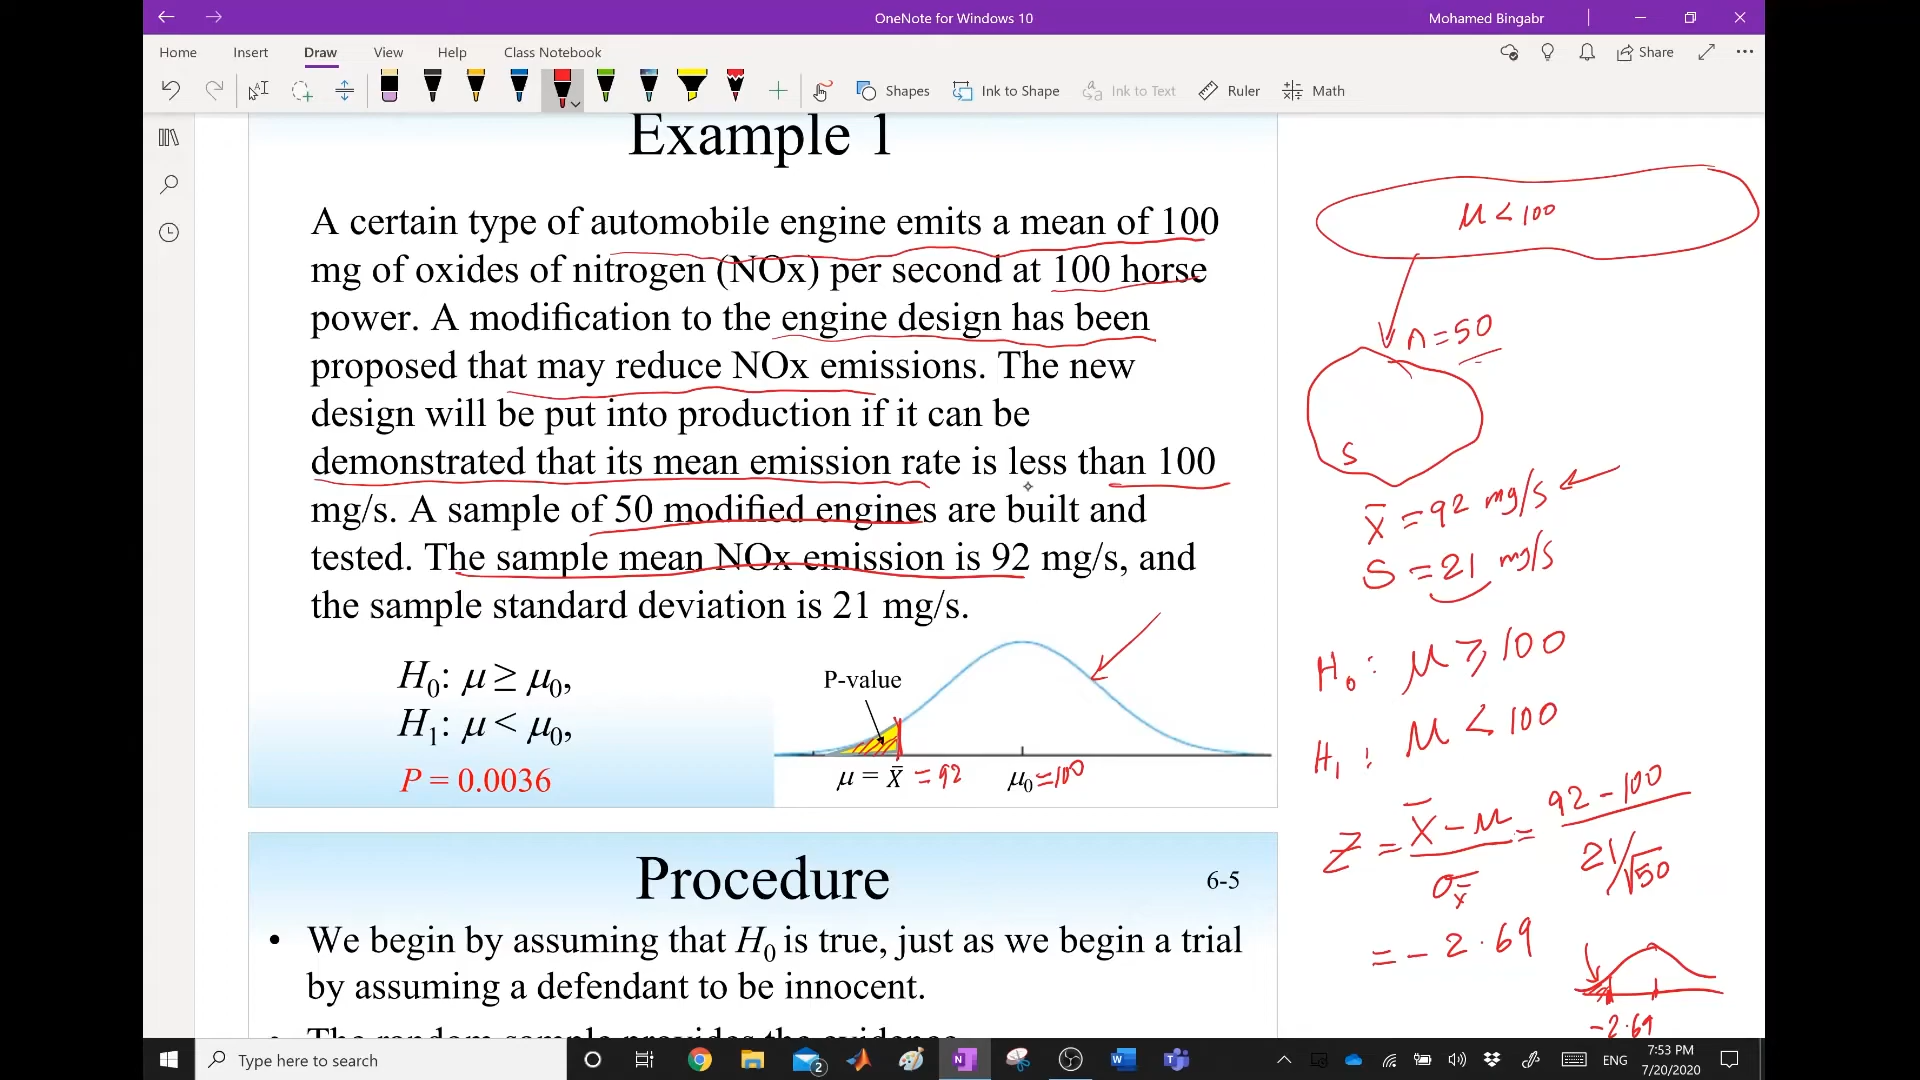 OneNote for Windows 10
Mohamed Bingabr
Home Insert Draw View Help Class Notebook
Share
Shapes Ink to Shape Ink to Text Ruler Math
Example 1
A certain type of automobile engine emits a mean of 100
mg of oxides of nitrogen (NOx) per second at 100 horse
power. A modification to the engine design has been
proposed that may reduce NOx emissions. The new
design will be put into production if it can be
demonstrated that its mean emission rate is less than 100
mg/s. A sample of 50 modified engines are built and
tested. The sample mean NOx emission is 92 mg/s, and
the sample standard deviation is 21 mg/s.
H₀: μ ≥ μ₀,
H₁: μ < μ₀,
P = 0.0036
P-value
μ = X̄ = 92
μ₀ = 100
μ < 100
n = 50
S
X̄ = 92 mg/s
S = 21 mg/s
H₀ : μ ≥ 100
H₁ : μ < 100
Z = X̄ - μ / σx̄ = 92 - 100 / 21/√50
= - 2.69
-2.69
Procedure
6-5
• We begin by assuming that H₀ is true, just as we begin a trial
by assuming a defendant to be innocent.
• The random sample provides the evidence.
Type here to search
2
ENG
7:53 PM
7/20/2020